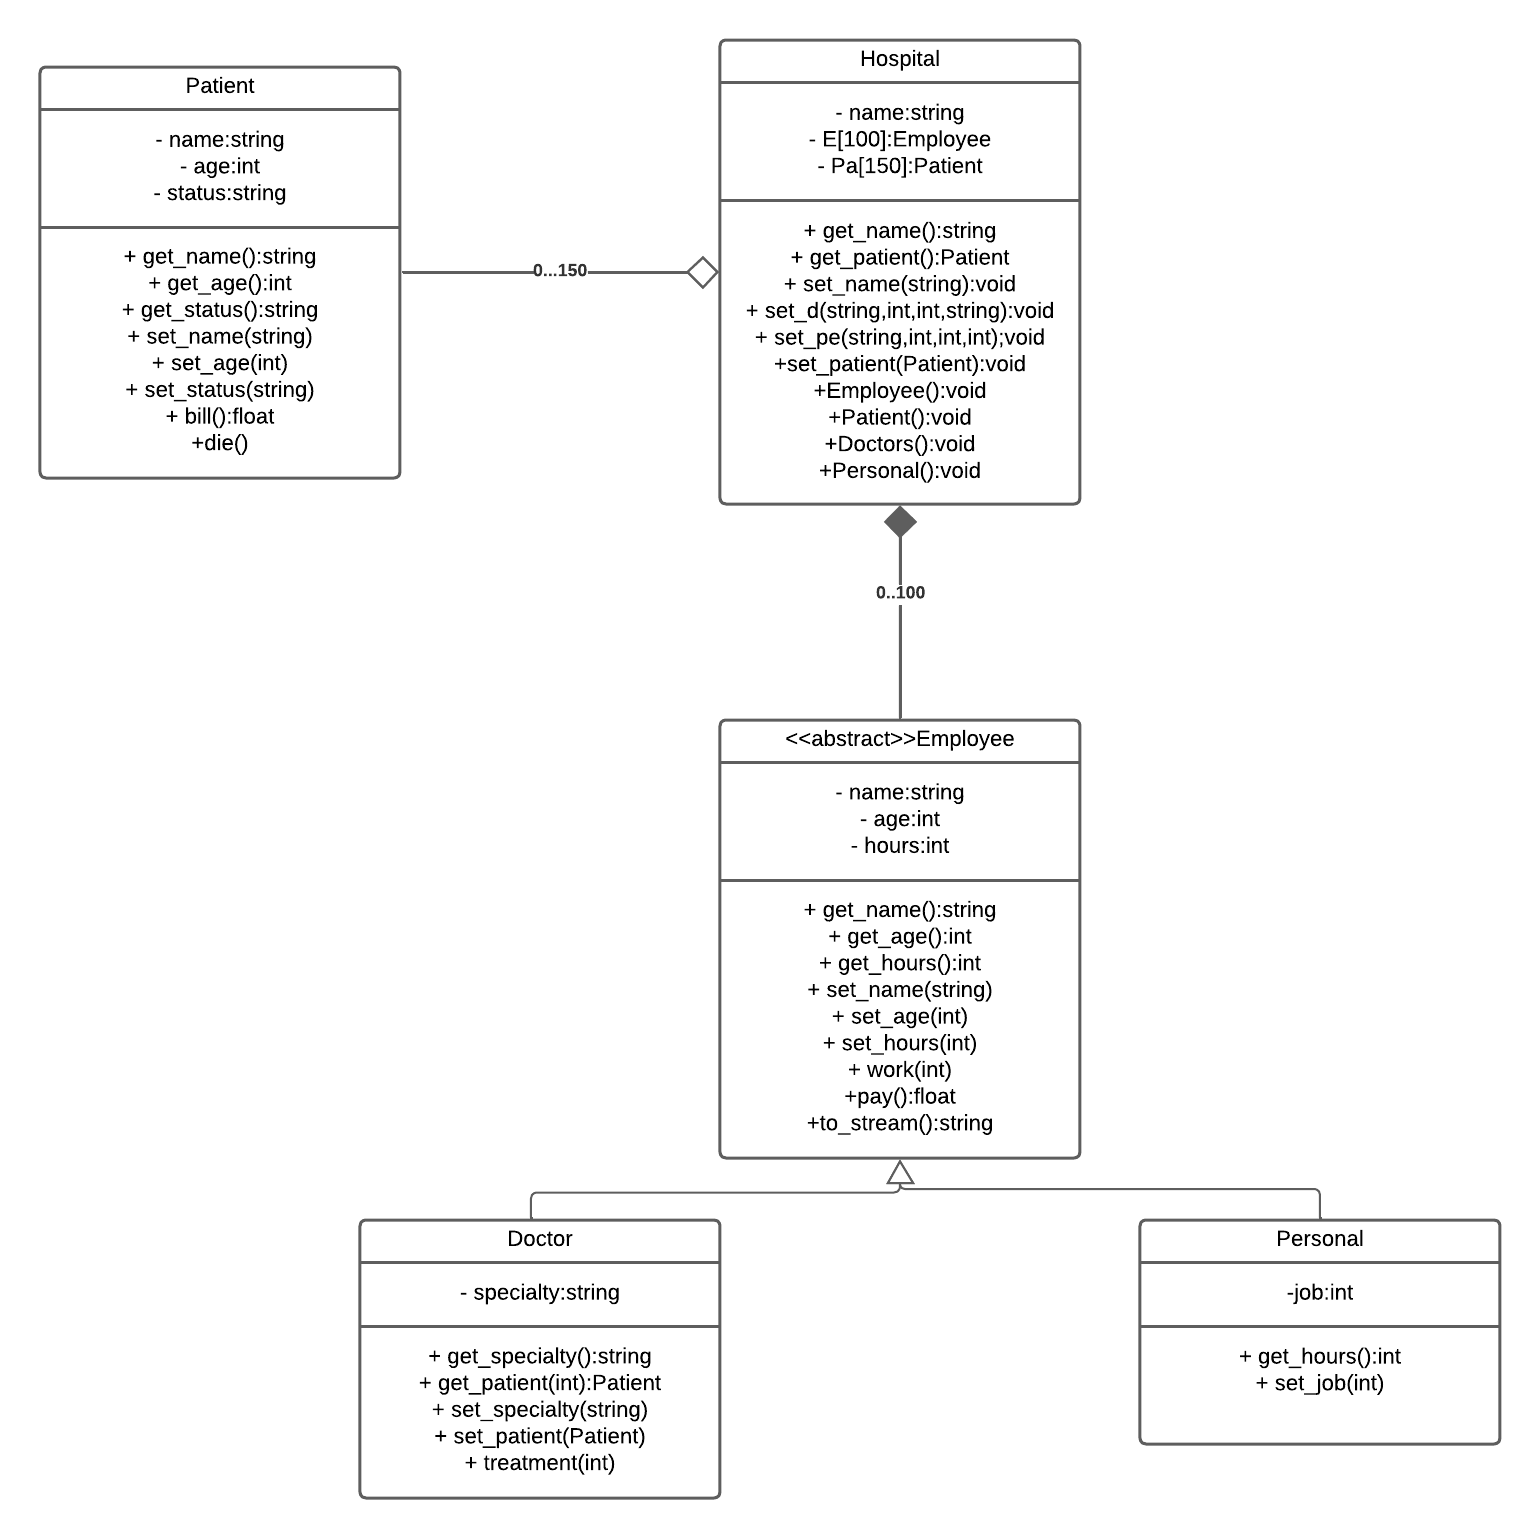 Patient
- name:string
- age:int
- status:string
+ get_name():string
+ get_age():int
+ get_status():string
+ set_name(string)
+ set_age(int)
+ set_status(string)
+ bill():float
+die()
0...150
Hospital
- name:string
- E[100]:Employee
- Pa[150]:Patient
+ get_name():string
+ get_patient():Patient
+ set_name(string):void
+ set_d(string,int,int,string):void
+ set_pe(string,int,int,int);void
+set_patient(Patient):void
+Employee():void
+Patient():void
+Doctors():void
+Personal():void
0..100
<<abstract>>Employee
- name:string
- age:int
- hours:int
+ get_name():string
+ get_age():int
+ get_hours():int
+ set_name(string)
+ set_age(int)
+ set_hours(int)
+ work(int)
+pay():float
+to_stream():string
Doctor
- specialty:string
+ get_specialty():string
+ get_patient(int):Patient
+ set_specialty(string)
+ set_patient(Patient)
+ treatment(int)
Personal
-job:int
+ get_hours():int
+ set_job(int)